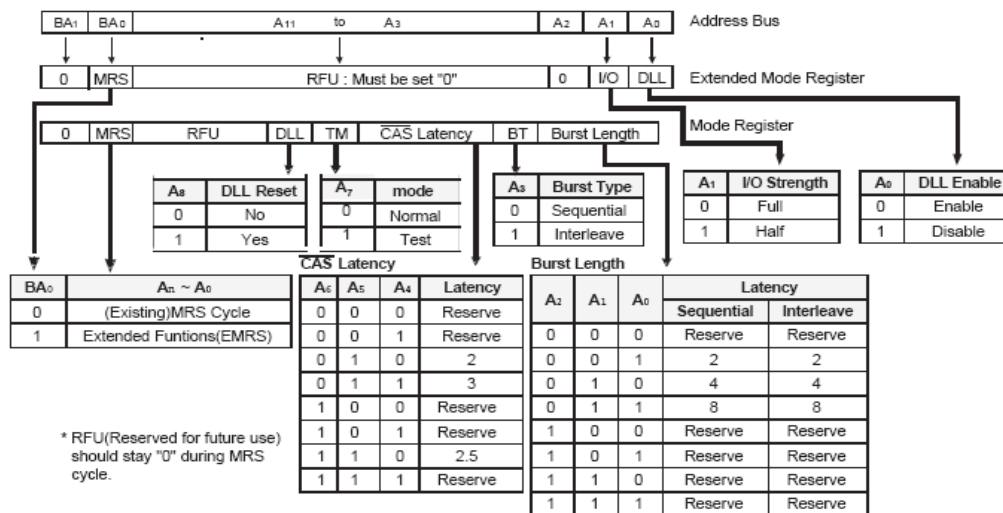 BA1 BA0 A11 to A3 A2 A1 A0 Address Bus
0 MRS RFU : Must be set "0" 0 I/O DLL Extended Mode Register
Mode Register
0 MRS RFU DLL TM CAS Latency BT Burst Length
A8 DLL Reset
0 No
1 Yes
A7 mode
0 Normal
1 Test
A3 Burst Type
0 Sequential
1 Interleave
A1 I/O Strength
0 Full
1 Half
A0 DLL Enable
0 Enable
1 Disable
BA0 An ~ A0
0 (Existing)MRS Cycle
1 Extended Funtions(EMRS)
* RFU(Reserved for future use)
should stay "0" during MRS
cycle.
CAS Latency
A6 A5 A4 Latency
0 0 0 Reserve
0 0 1 Reserve
0 1 0 2
0 1 1 3
1 0 0 Reserve
1 0 1 Reserve
1 1 0 2.5
1 1 1 Reserve
Burst Length
A2 A1 A0 Latency
Sequential Interleave
0 0 0 Reserve Reserve
0 0 1 2 2
0 1 0 4 4
0 1 1 8 8
1 0 0 Reserve Reserve
1 0 1 Reserve Reserve
1 1 0 Reserve Reserve
1 1 1 Reserve Reserve